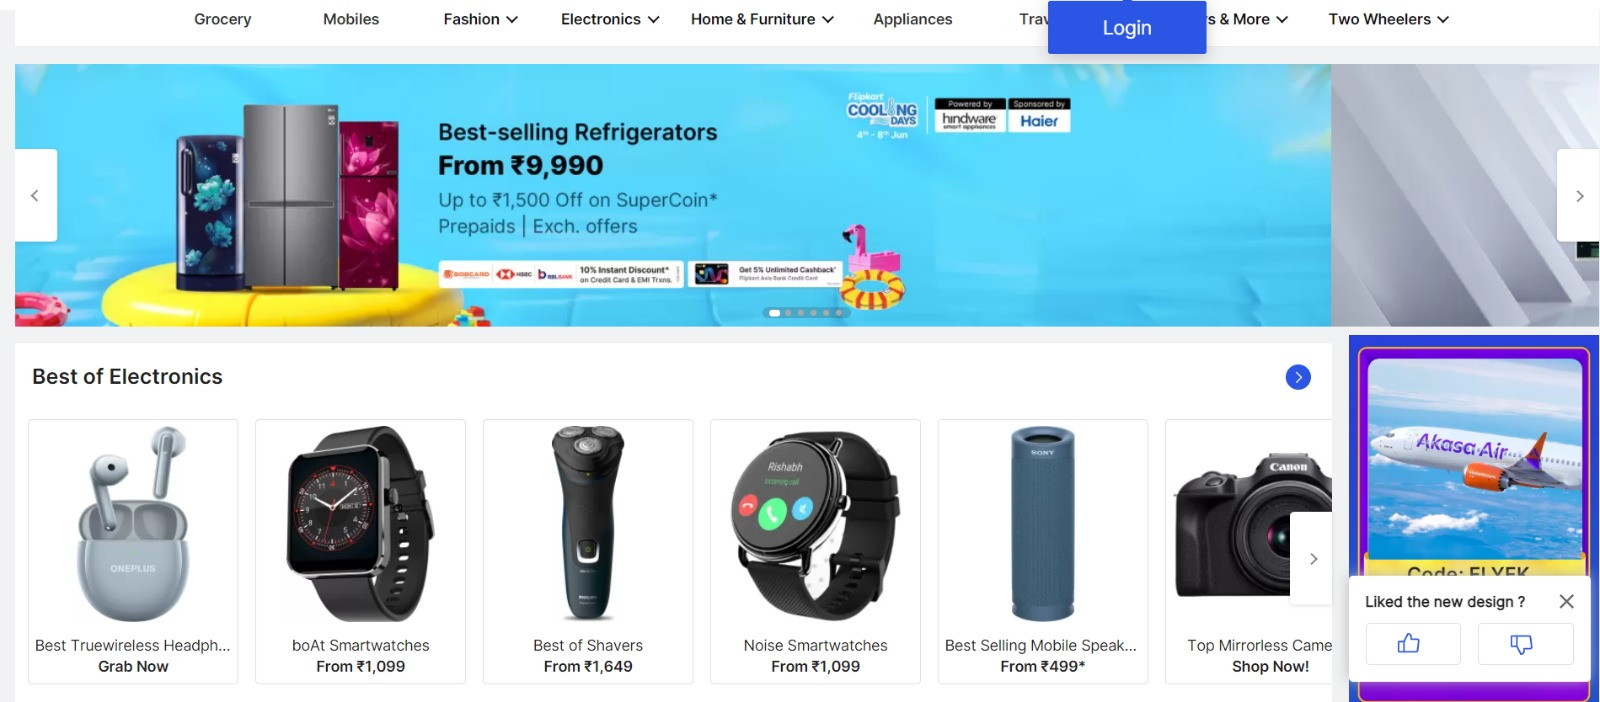 Grocery
Mobiles
Fashion
Electronics
Home & Furniture
Appliances
Trav
Login
s & More
Two Wheelers
Best-selling Refrigerators
From ₹9,990
Up to ₹1,500 Off on SuperCoin*
Prepaids | Exch. offers
BOBCARD HSBC RBLBANK 10% Instant Discount*
on Credit Card & EMI Trxns.
Get 5% Unlimited Cashback*
Flipkart Axis Bank Credit Card
Flipkart
COOLING
DAYS
4th - 8th Jun
Powered by
hindware
smart appliances
Sponsored by
Haier
Best of Electronics
ONEPLUS
Best Truewireless Headph...
Grab Now
boAt Smartwatches
From ₹1,099
PHILIPS
Best of Shavers
From ₹1,649
Rishabh
incoming call
Noise Smartwatches
From ₹1,099
SONY
Best Selling Mobile Speak...
From ₹499*
Canon
Top Mirrorless Came
Shop Now!
Akasa Air
Code: FLYFK
Liked the new design ?